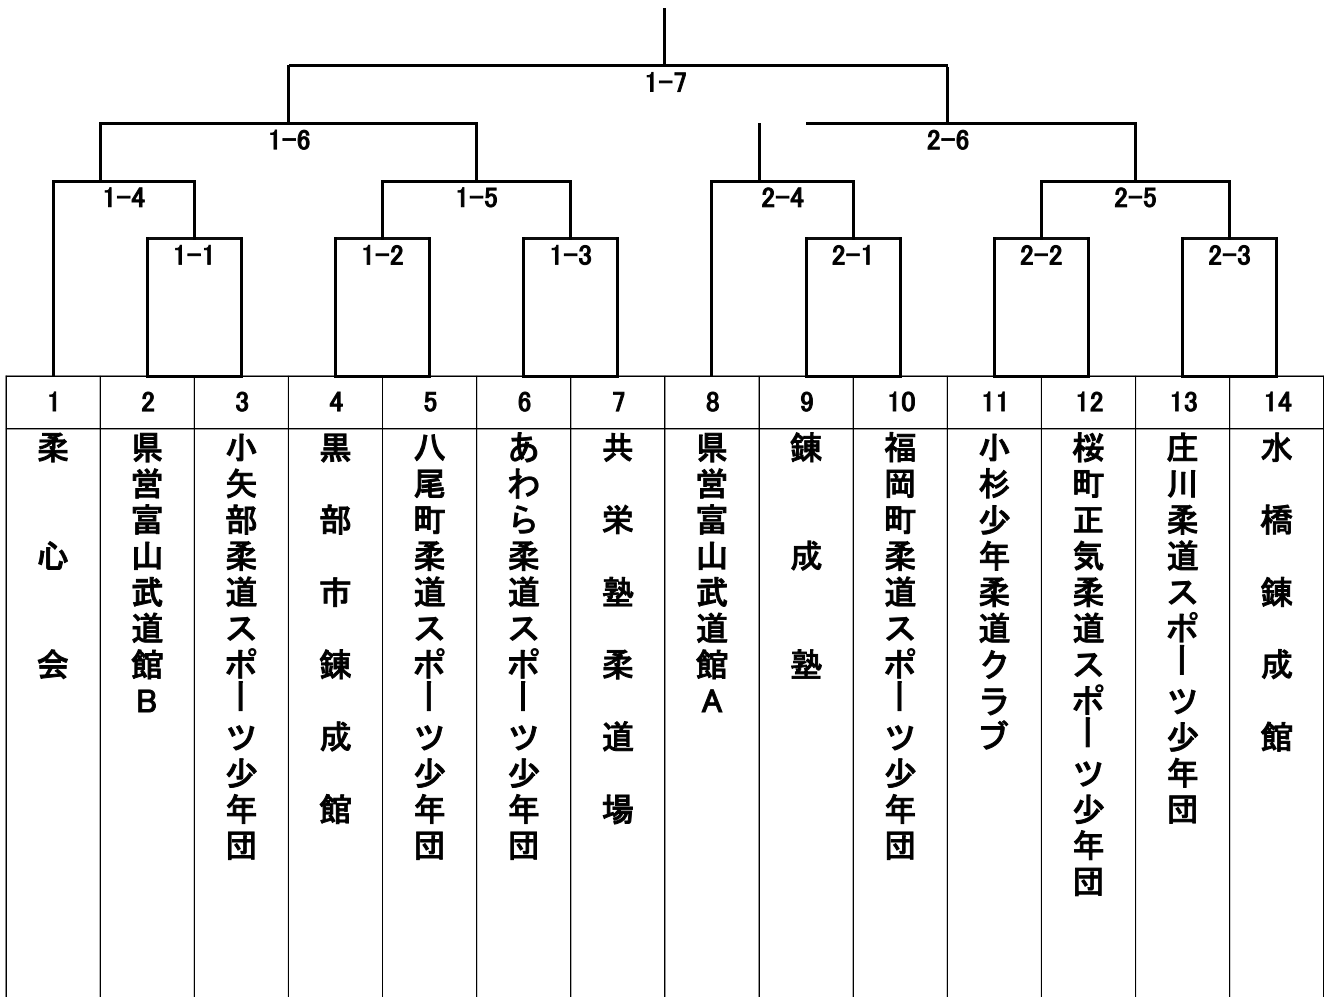 1-7
1-6
2-6
1-4
1-5
2-4
2-5
1-1
1-2
1-3
2-1
2-2
2-3
1
2
3
4
5
6
7
8
9
10
11
12
13
14
柔心会
県営富山武道館B
小矢部柔道スポーツ少年団
黒部市錬成館
八尾町柔道スポーツ少年団
あわら柔道スポーツ少年団
共栄塾柔道場
県営富山武道館A
錬成塾
福岡町柔道スポーツ少年団
小杉少年柔道クラブ
桜町正気柔道スポーツ少年団
庄川柔道スポーツ少年団
水橋錬成館